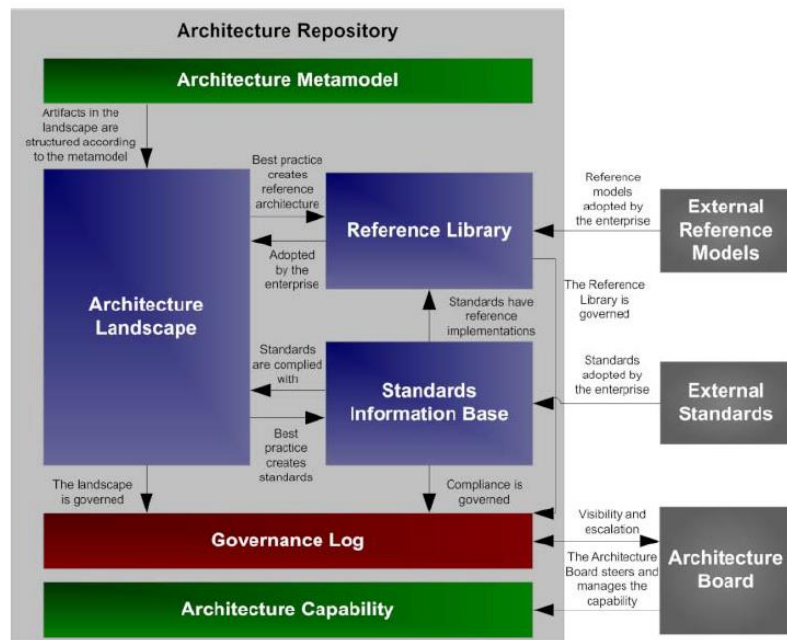 Architecture Repository
Architecture Metamodel
Artifacts in the
landscape are
structured according
to the metamodel
Best practice
creates
reference
architecture
Reference
models
adopted by
the enterprise
External
Reference
Models
Reference Library
Adopted
by the
enterprise
The Reference
Library is
governed
Architecture
Landscape
Standards have
reference
implementations
Standards
are complied
with
Standards
adopted by
the enterprise
Standards
Information Base
External
Standards
Best
practice
creates
standards
The landscape
is governed
Compliance is
governed
Visibility and
escalation
Governance Log
The Architecture
Board steers and
manages the
capability
Architecture
Board
Architecture Capability